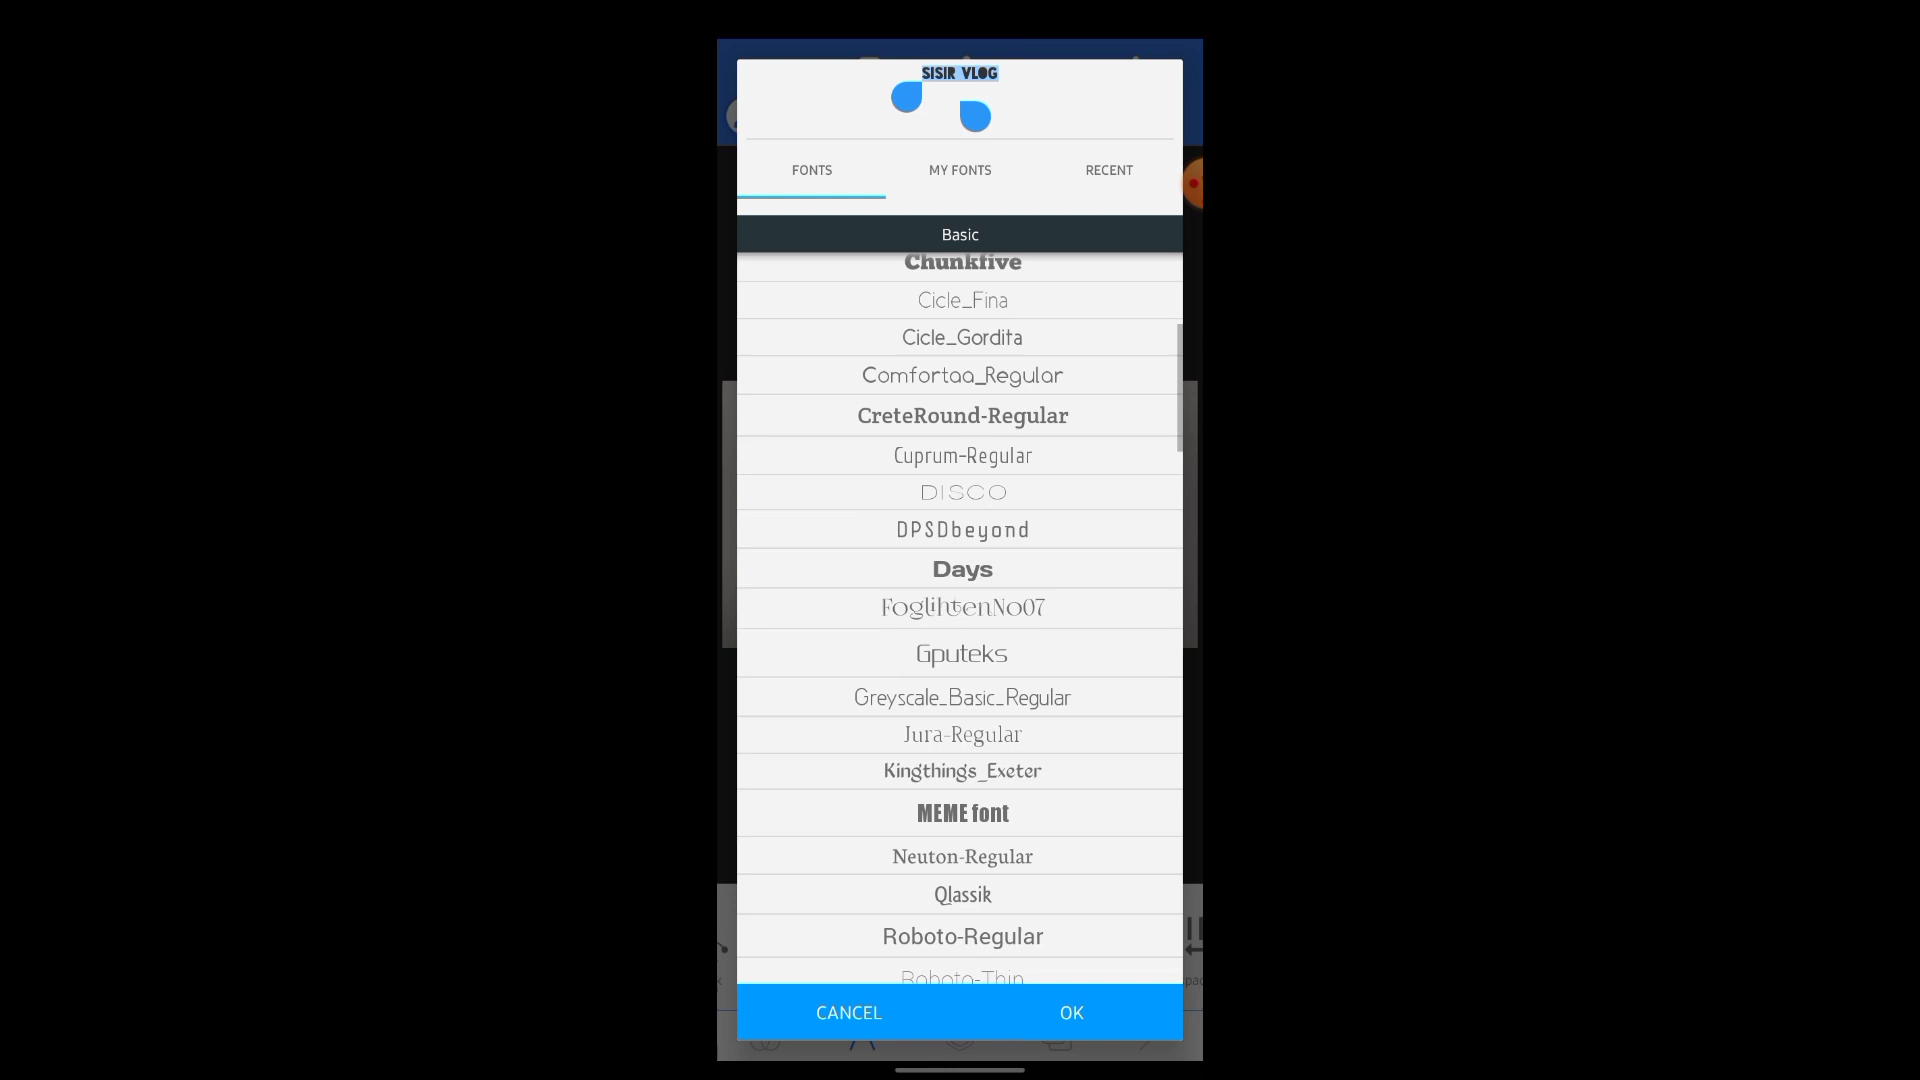 SISIR VLOG
FONTS
MY FONTS
RECENT
Basic
Chunkfive
Cicle_Fina
Cicle_Gordita
Comfortaa_Regular
CreteRound-Regular
Cuprum-Regular
DISCO
DPSDbeyond
Days
FoglihtenNo07
Gputeks
Greyscale_Basic_Regular
Jura-Regular
Kingthings_Exeter
MEME font
Neuton-Regular
Qlassik
Roboto-Regular
Roboto-Thin
CANCEL
OK